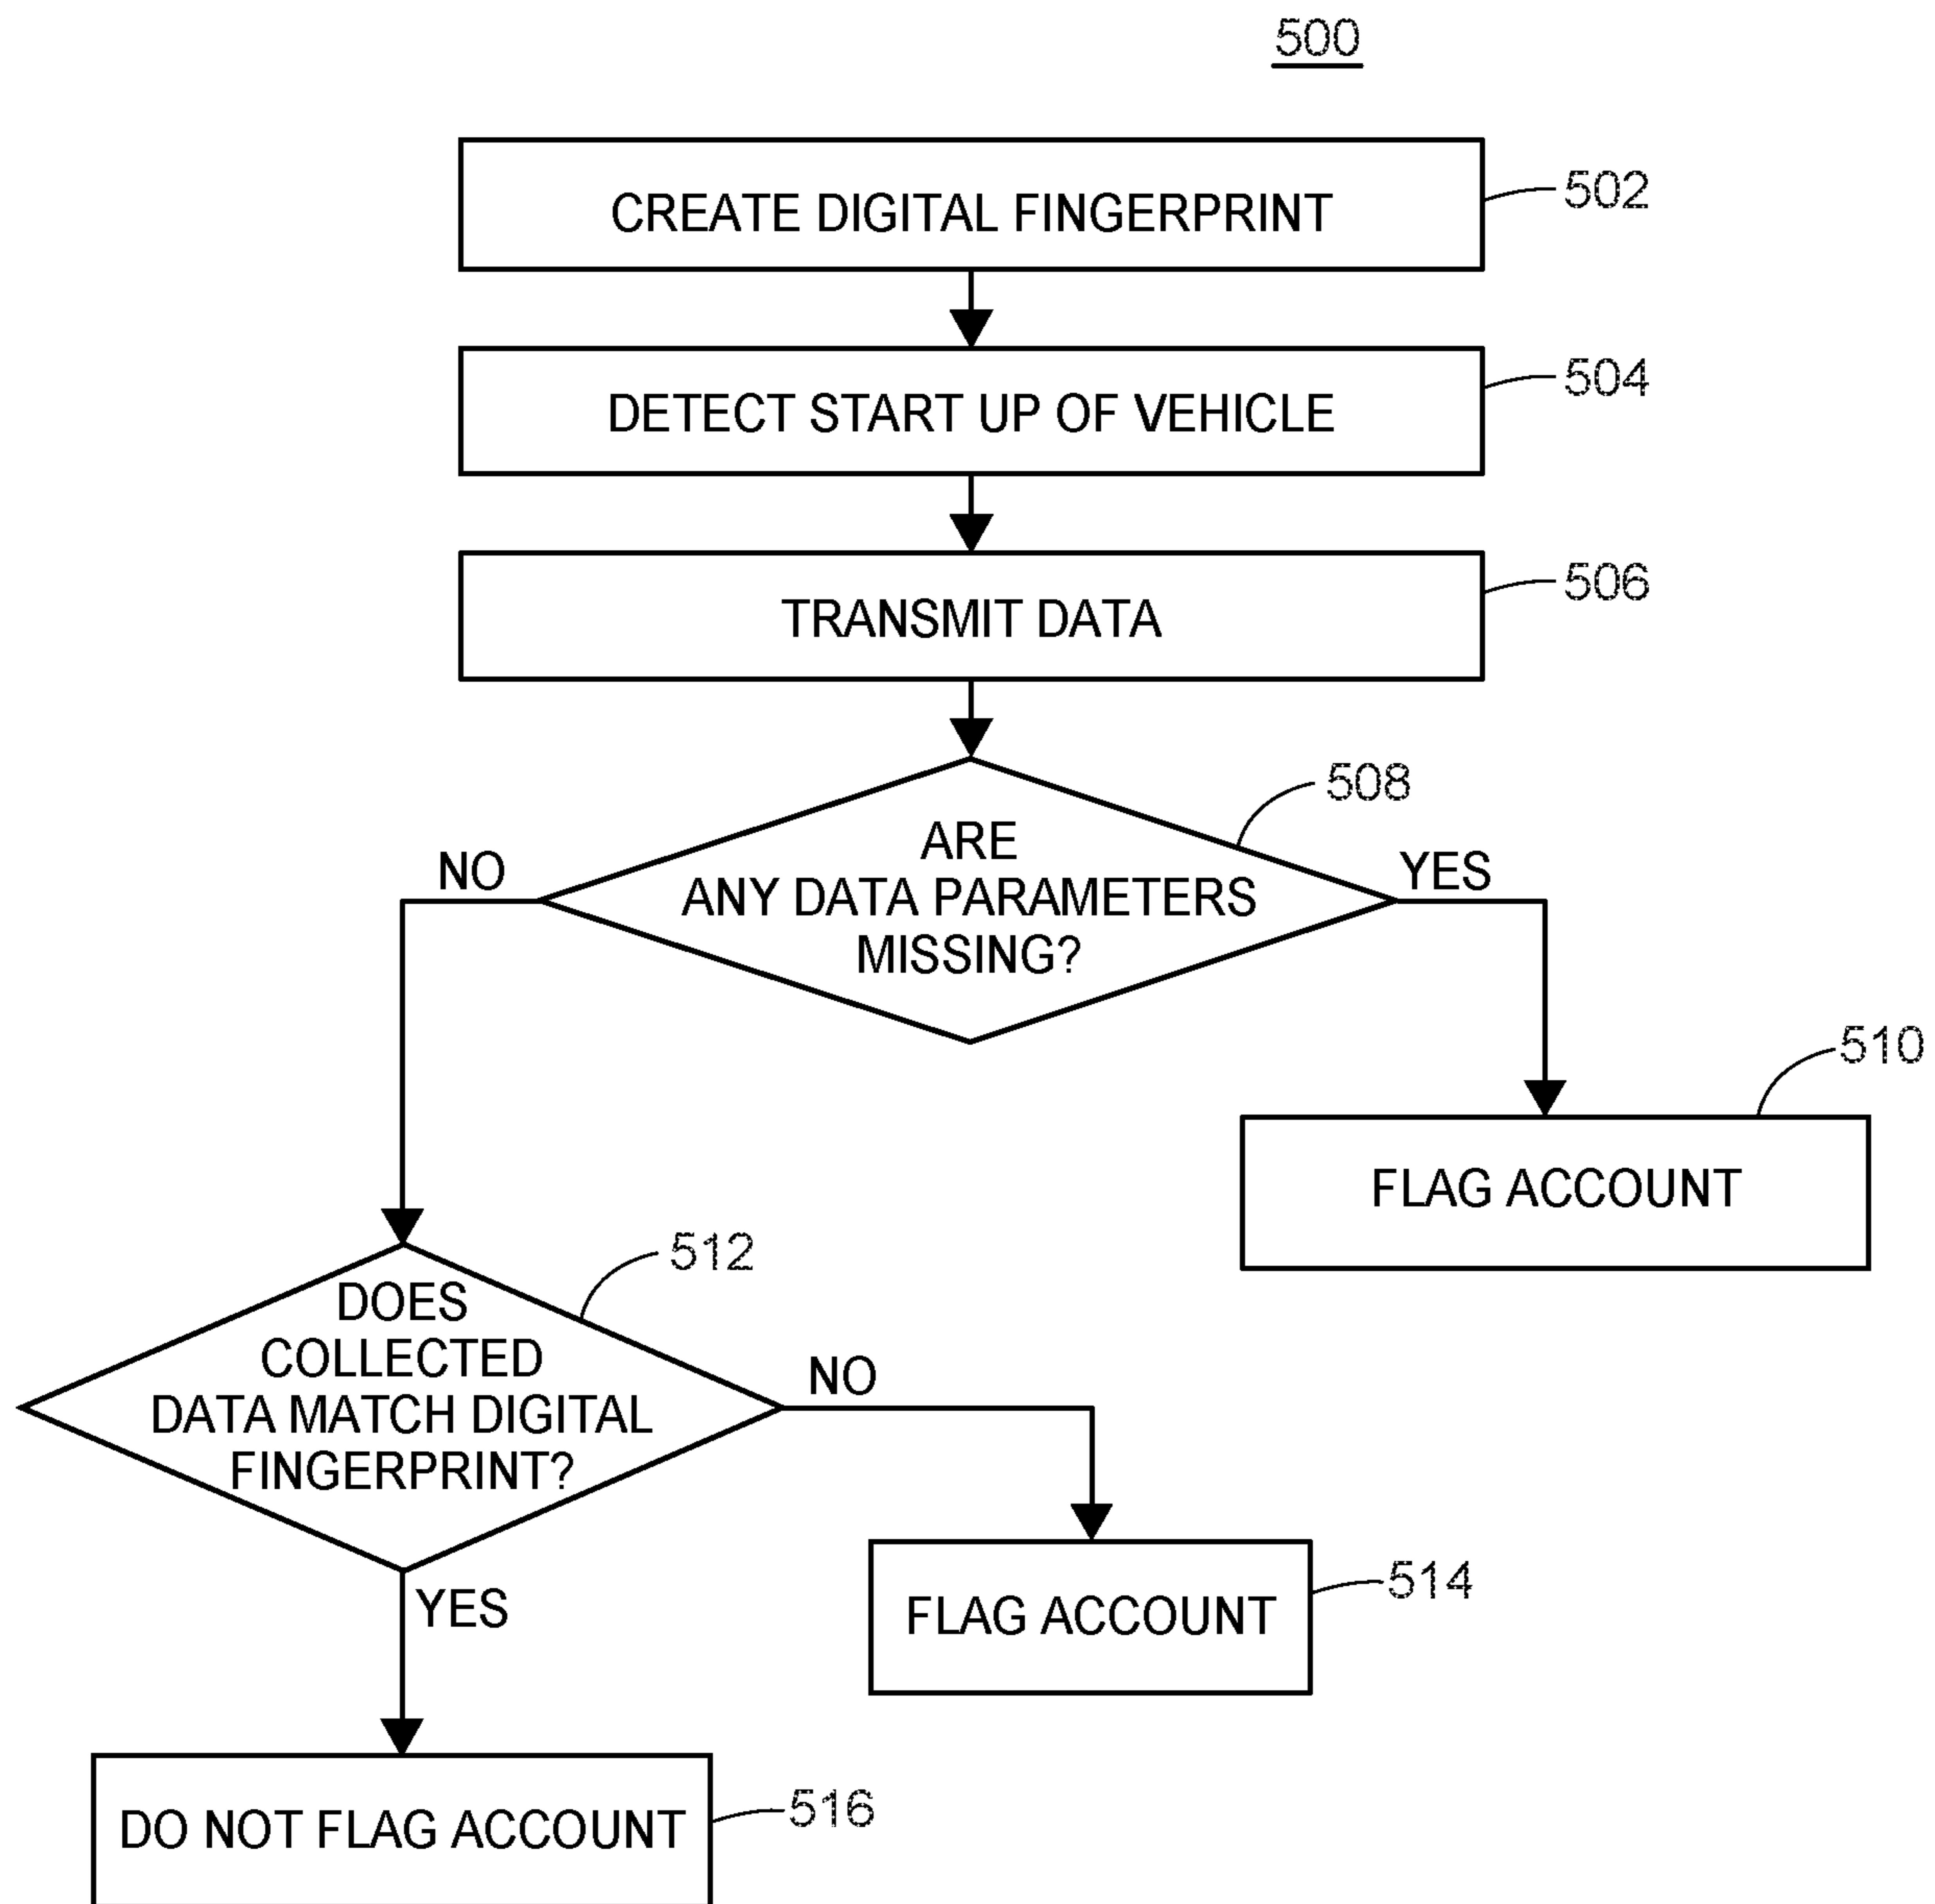 500
CREATE DIGITAL FINGERPRINT
502
DETECT START UP OF VEHICLE
504
TRANSMIT DATA
506
508
ARE
ANY DATA PARAMETERS
MISSING?
NO
YES
510
FLAG ACCOUNT
512
DOES
COLLECTED
DATA MATCH DIGITAL
FINGERPRINT?
NO
YES
FLAG ACCOUNT
514
DO NOT FLAG ACCOUNT
516